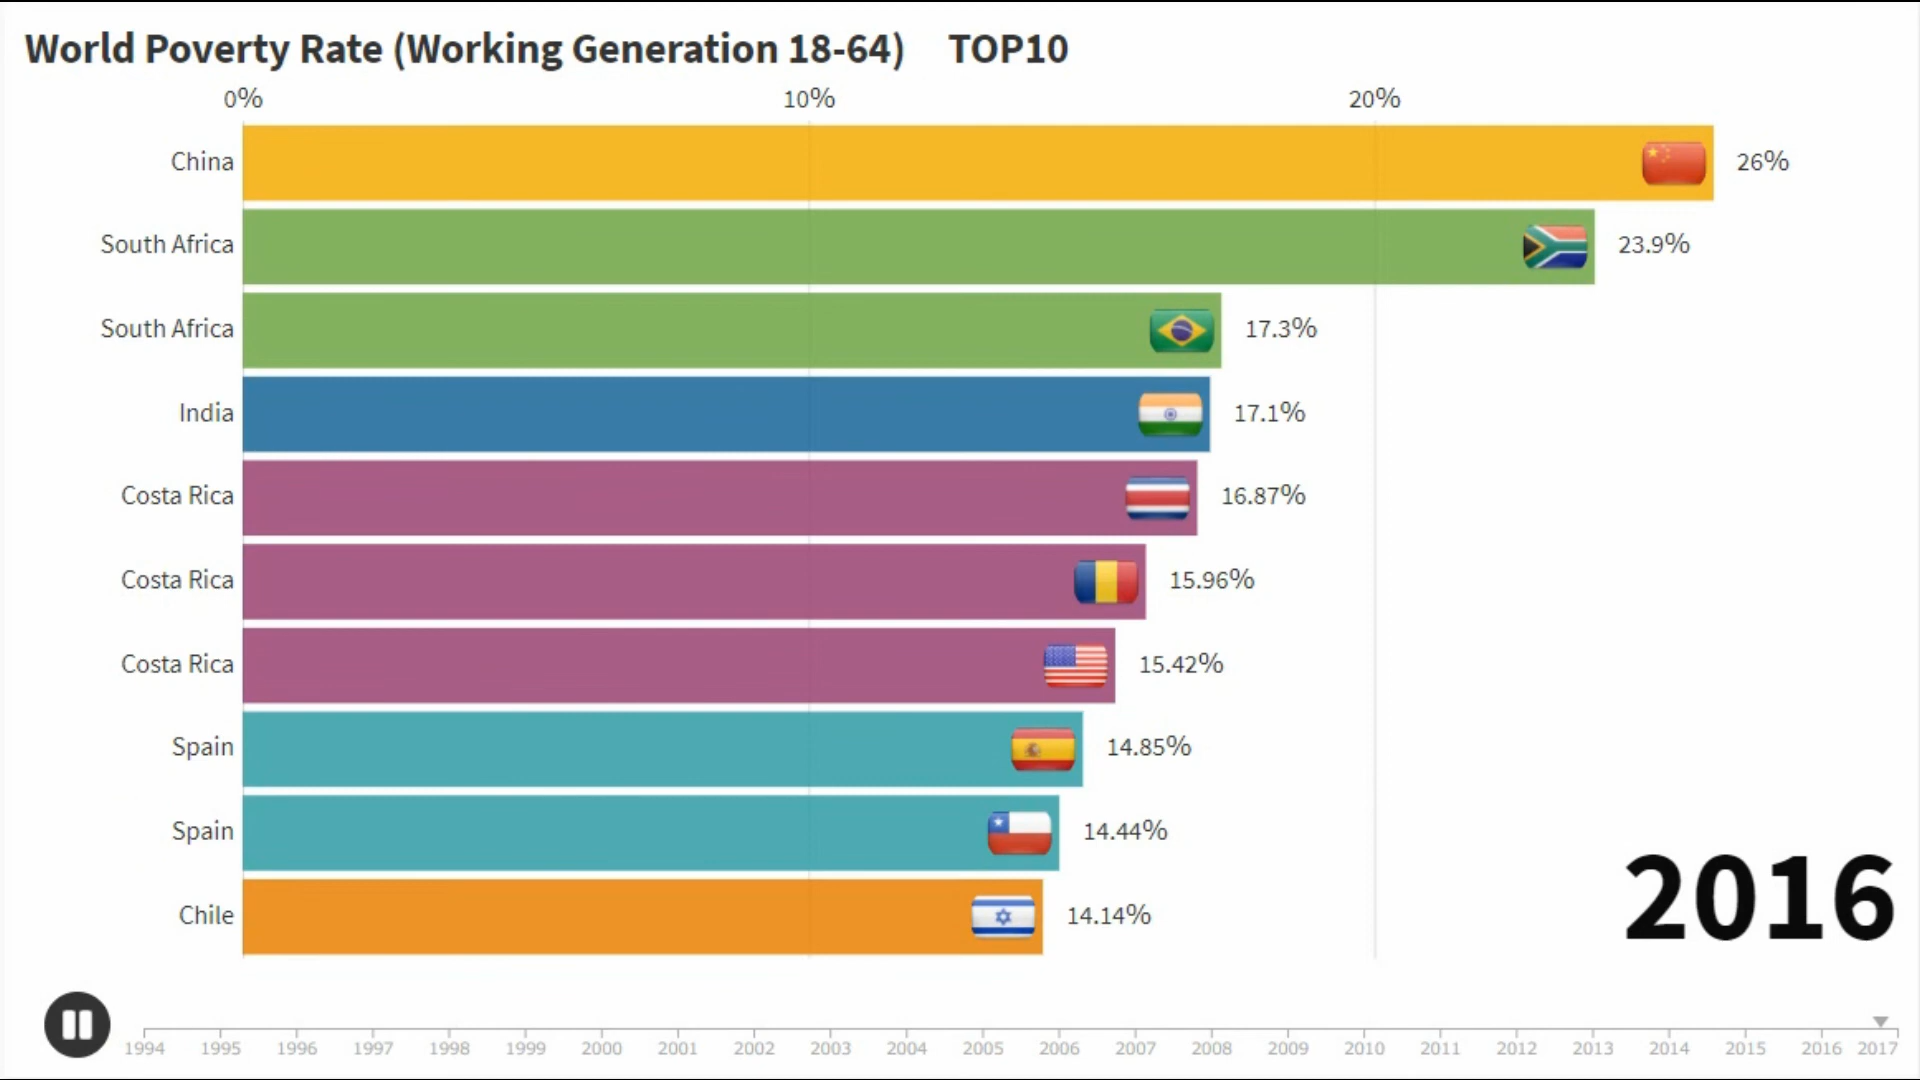 World Poverty Rate (Working Generation 18-64) TOP10
0% 10% 20%
China 26%
South Africa 23.9%
South Africa 17.3%
India 17.1%
Costa Rica 16.87%
Costa Rica 15.96%
Costa Rica 15.42%
Spain 14.85%
Spain 14.44%
Chile 14.14%
2016
1994 1995 1996 1997 1998 1999 2000 2001 2002 2003 2004 2005 2006 2007 2008 2009 2010 2011 2012 2013 2014 2015 2016 2017